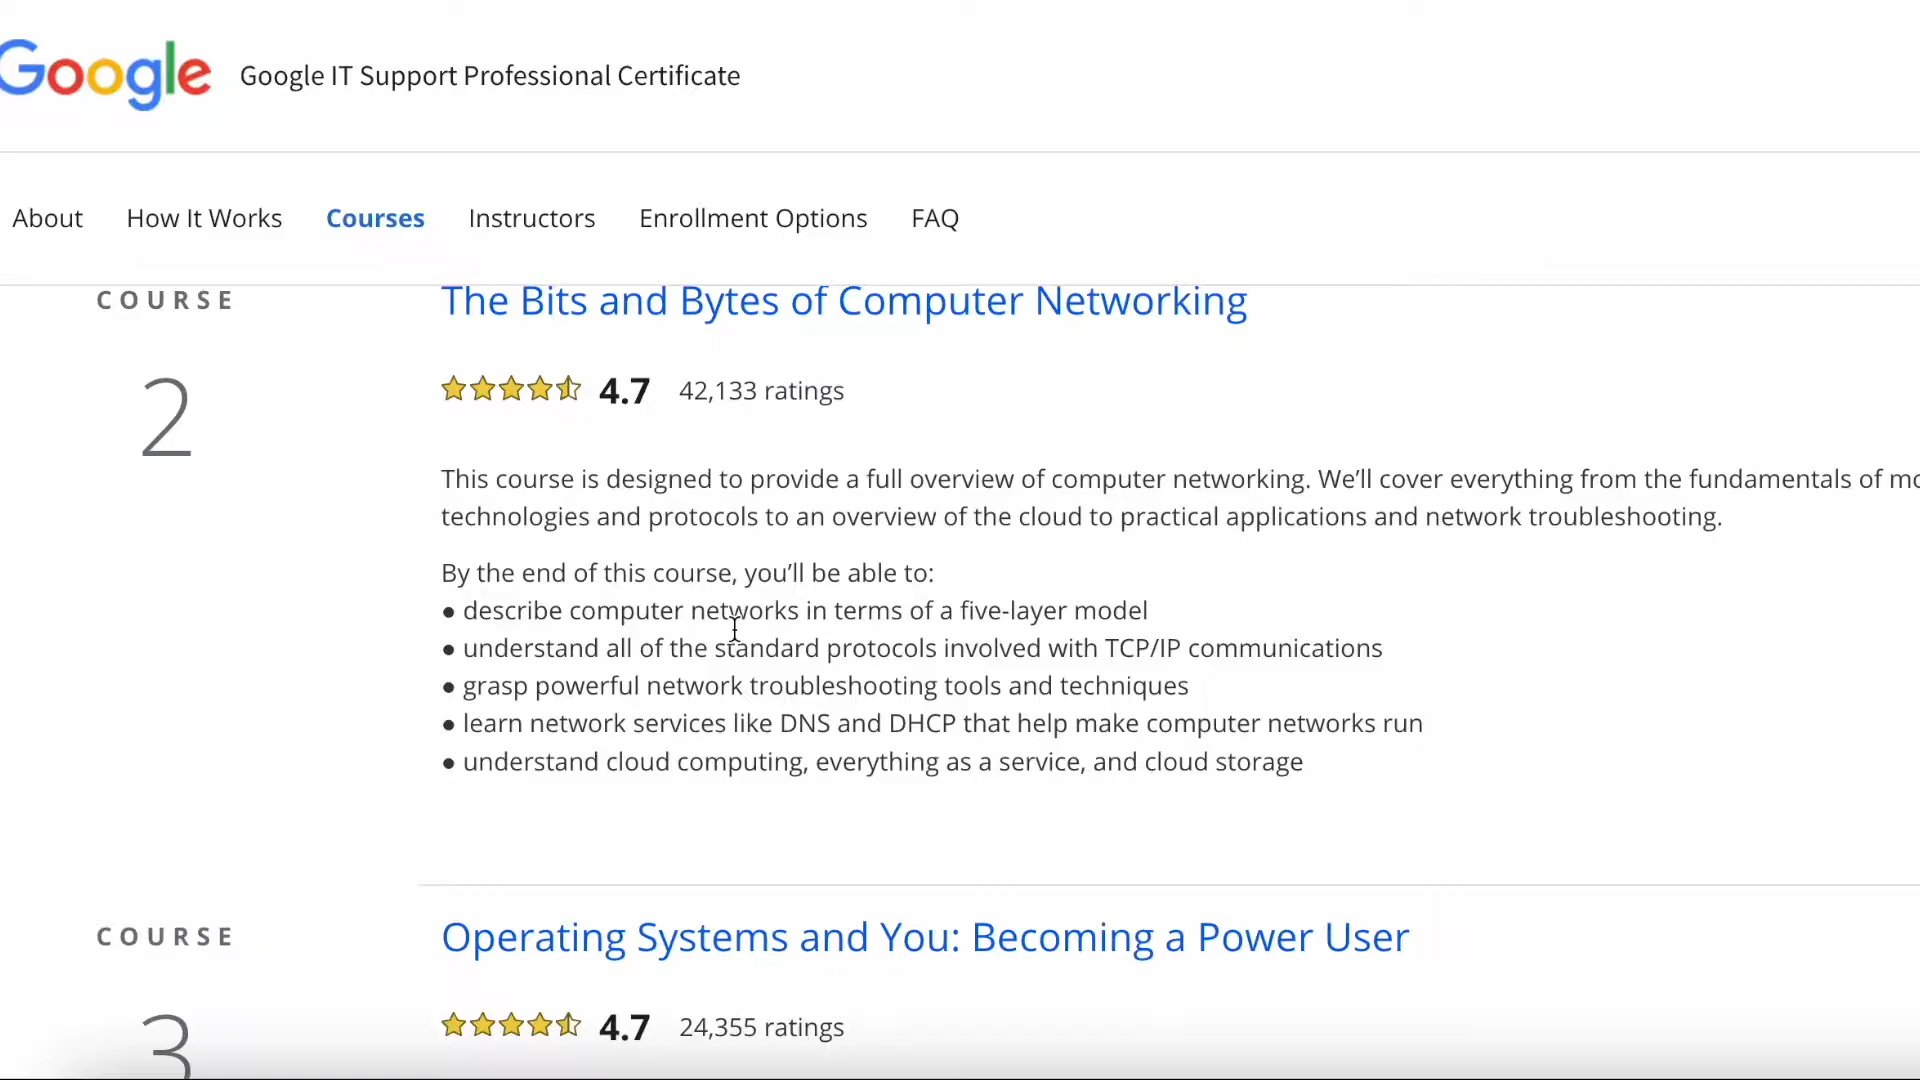 Google Google IT Support Professional Certificate
About How It Works Courses Instructors Enrollment Options FAQ
COURSE
2
The Bits and Bytes of Computer Networking
4.7 42,133 ratings
This course is designed to provide a full overview of computer networking. We’ll cover everything from the fundamentals of
technologies and protocols to an overview of the cloud to practical applications and network troubleshooting.
By the end of this course, you’ll be able to:
● describe computer networks in terms of a five-layer model
● understand all of the standard protocols involved with TCP/IP communications
● grasp powerful network troubleshooting tools and techniques
● learn network services like DNS and DHCP that help make computer networks run
● understand cloud computing, everything as a service, and cloud storage
COURSE
3
Operating Systems and You: Becoming a Power User
4.7 24,355 ratings